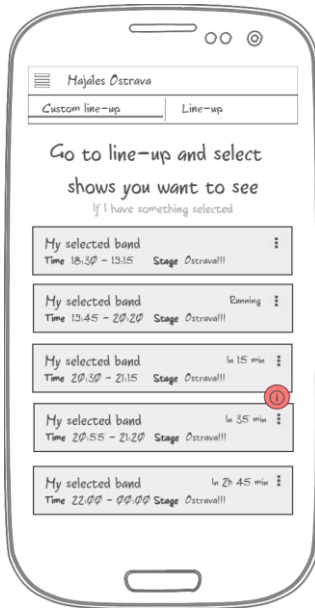 Majales Ostrava
Custom line-up
Line-up
Go to line-up and select
shows you want to see
If I have something selected
My selected band
Time 18:30 - 19:15 Stage Ostrava!!!
My selected band Running
Time 19:45 - 20:20 Stage Ostrava!!!
My selected band In 15 min
Time 20:30 - 21:15 Stage Ostrava!!!
i
My selected band In 35 min
Time 20:55 - 21:20 Stage Ostrava!!!
My selected band In 2h 45 min
Time 22:00 - 00:00 Stage Ostrava!!!